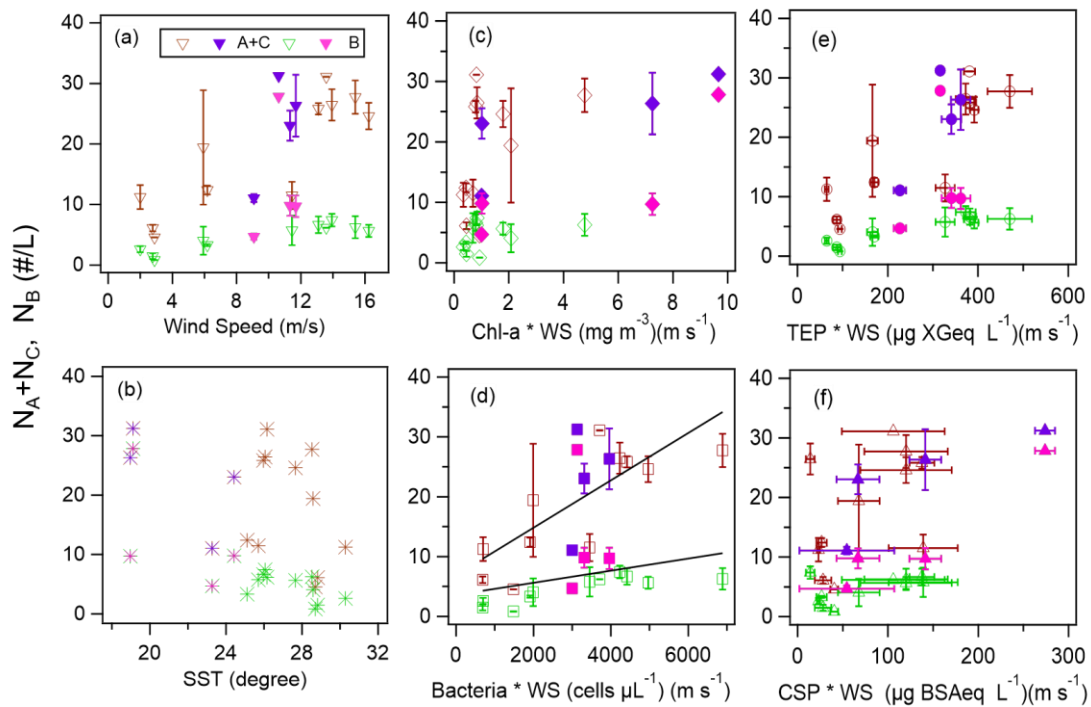 N_A+N_C, N_B (#/L)
(a)
A+C B
40
30
20
10
0
0 4 8 12 16
Wind Speed (m/s)
(c)
40
30
20
10
0
0 2 4 6 8 10
Chl-a * WS (mg m⁻³)(m s⁻¹)
(e)
40
30
20
10
0
0 200 400 600
TEP * WS (µg XGeq L⁻¹)(m s⁻¹)
(b)
40
30
20
10
0
20 24 28 32
SST (degree)
(d)
40
30
20
10
0
0 2000 4000 6000
Bacteria * WS (cells µL⁻¹) (m s⁻¹)
(f)
40
30
20
10
0
0 100 200 300
CSP * WS (µg BSAeq L⁻¹)(m s⁻¹)